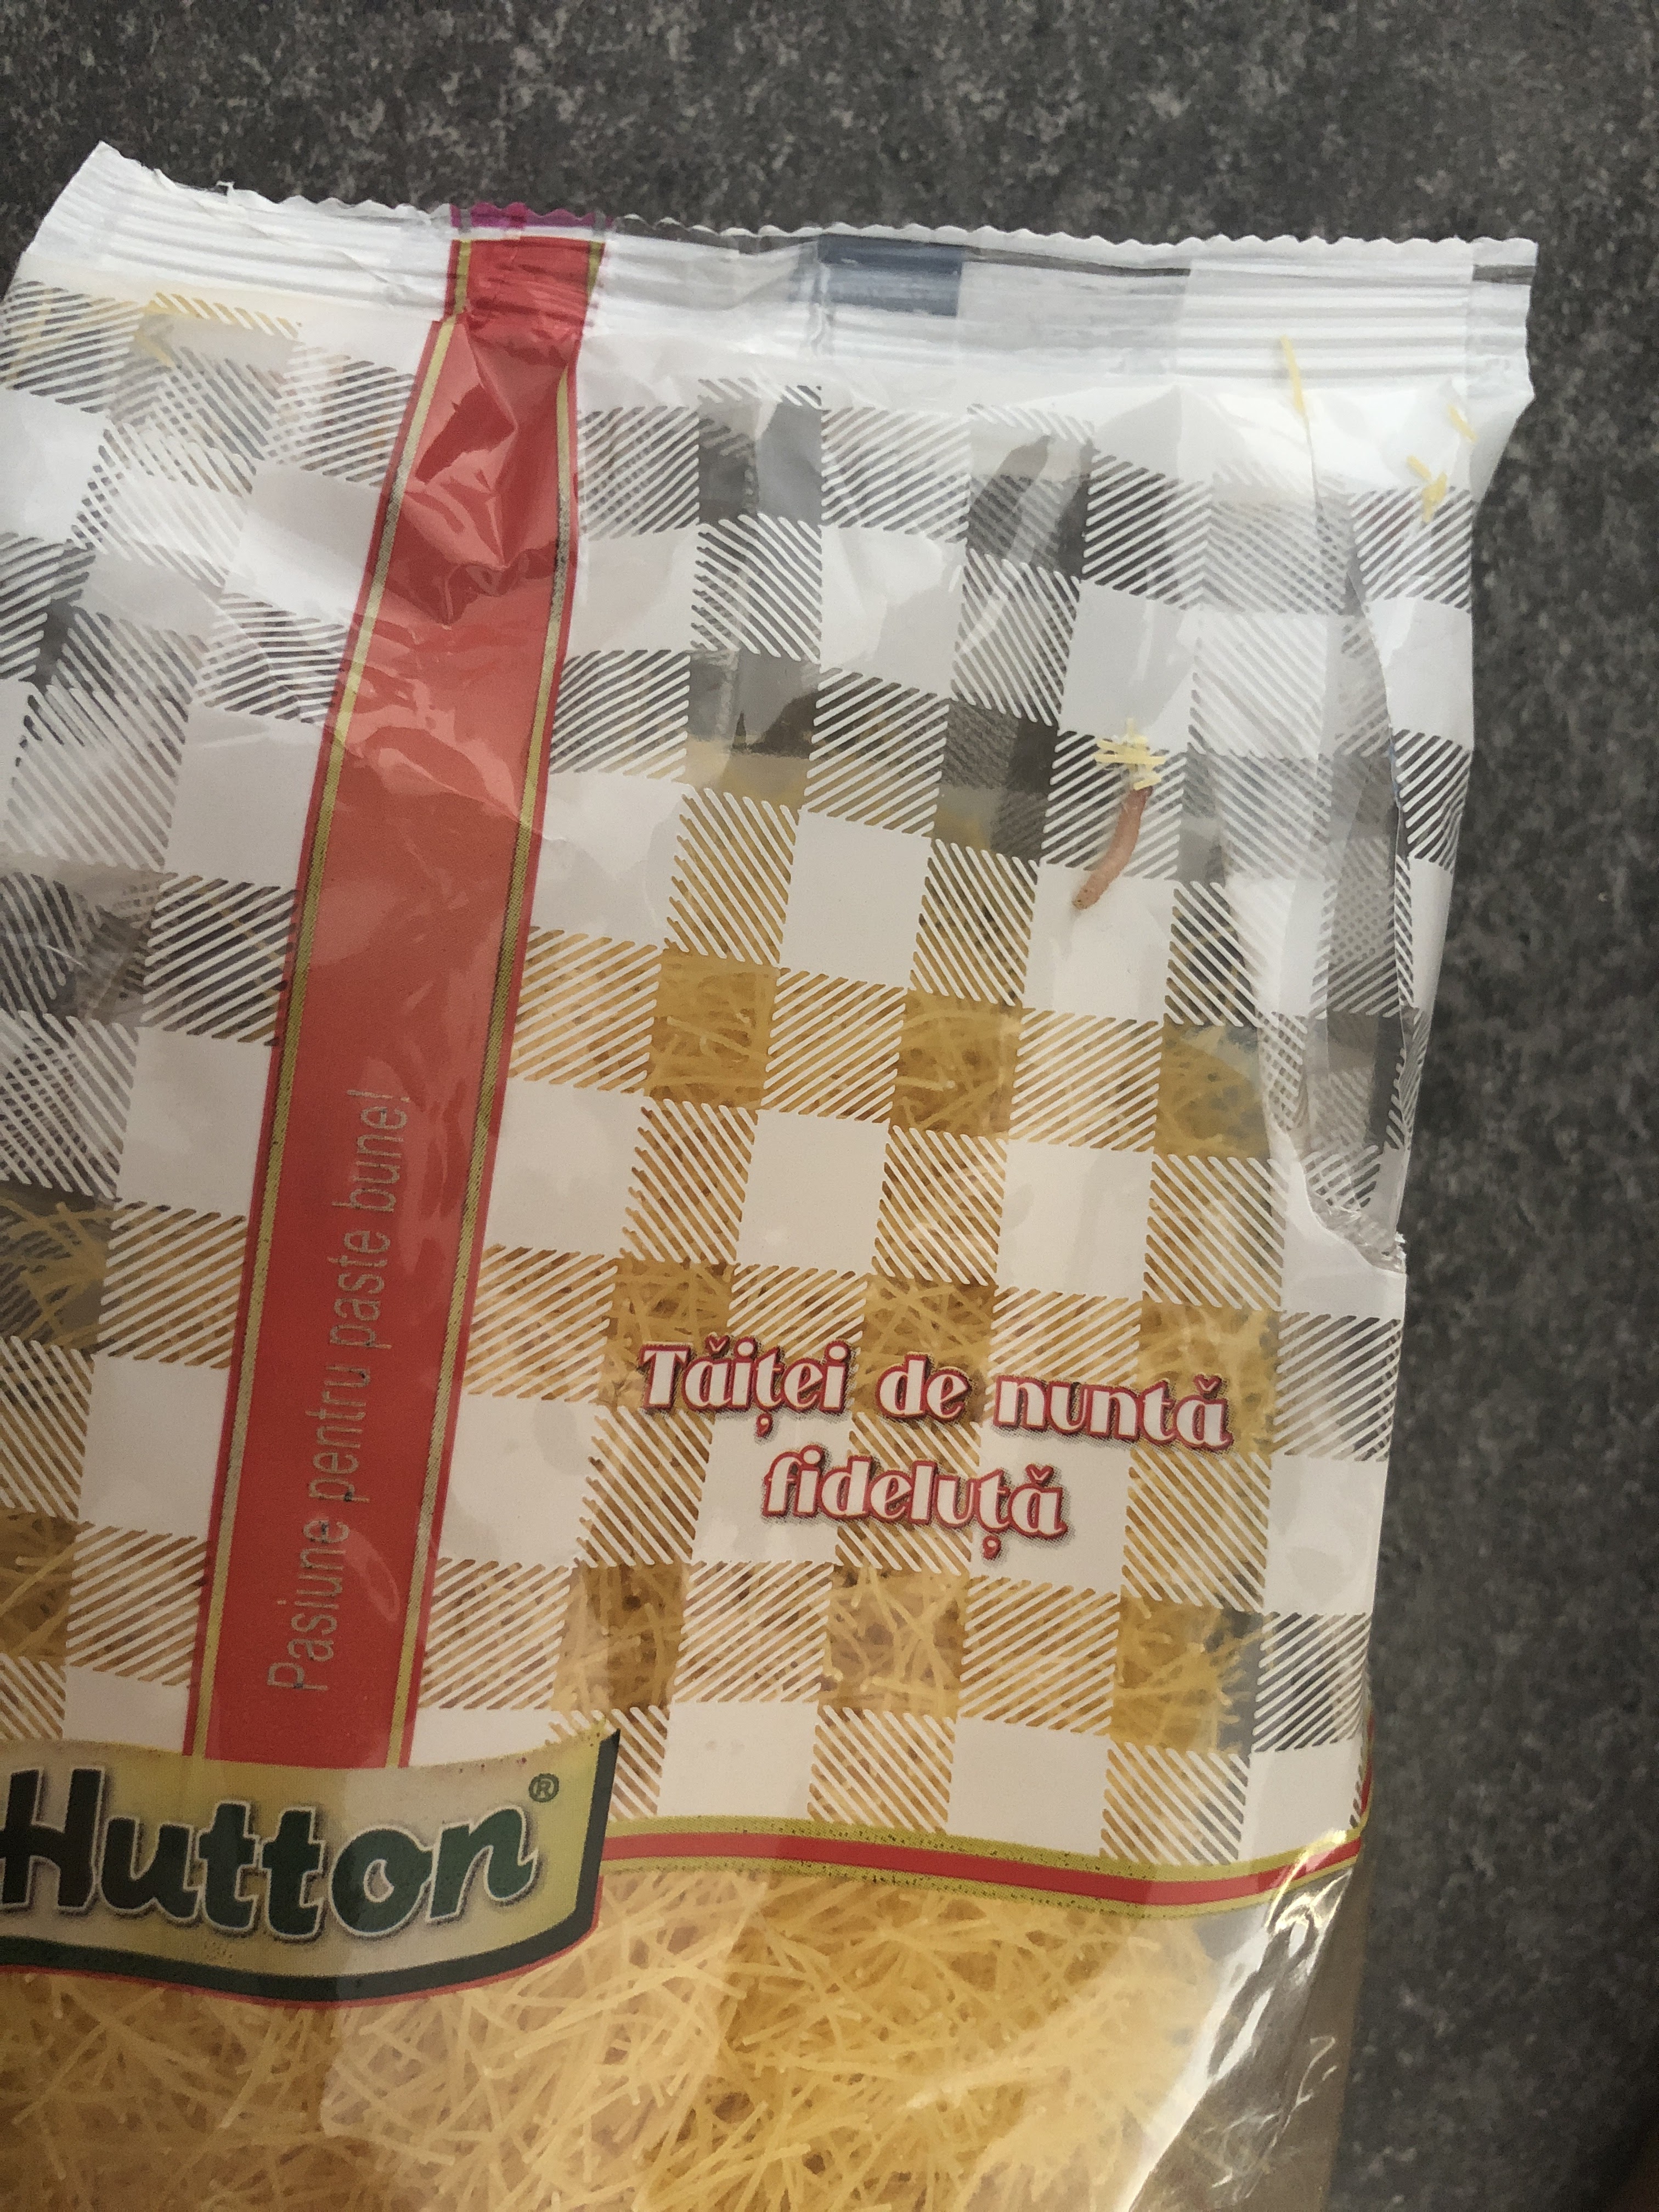 Pasiune pentru paste bune!
Tăiței de nuntă
fideluță
Hutton®